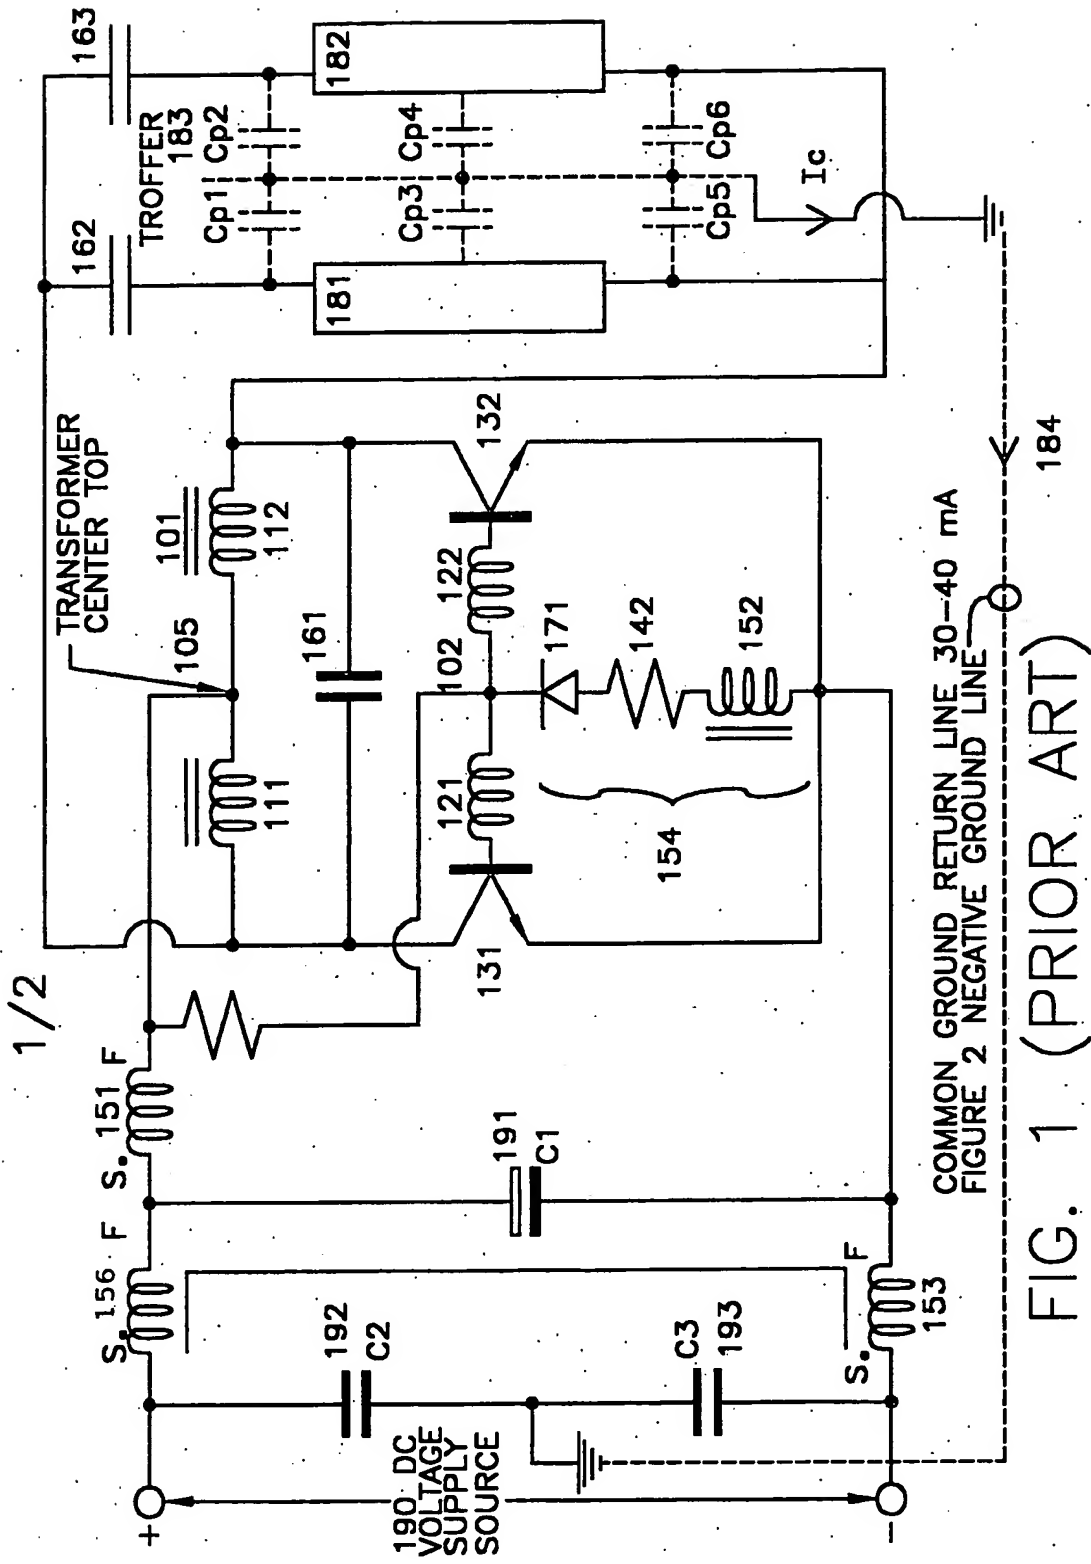 1/2
TRANSFORMER
CENTER TOP
105
101
111
112
161
S. 156 F
S. 151 F
162
163
TROFFER
183
Cp1
Cp2
181
182
Cp3
Cp4
Cp5
Cp6
Ic
131
132
121
102
122
171
142
152
154
190 DC
VOLTAGE
SUPPLY
SOURCE
+
-
192
C2
C3
193
191
C1
S.
F
153
COMMON GROUND RETURN LINE 30-40 mA
FIGURE 2 NEGATIVE GROUND LINE
184
FIG. 1 (PRIOR ART)